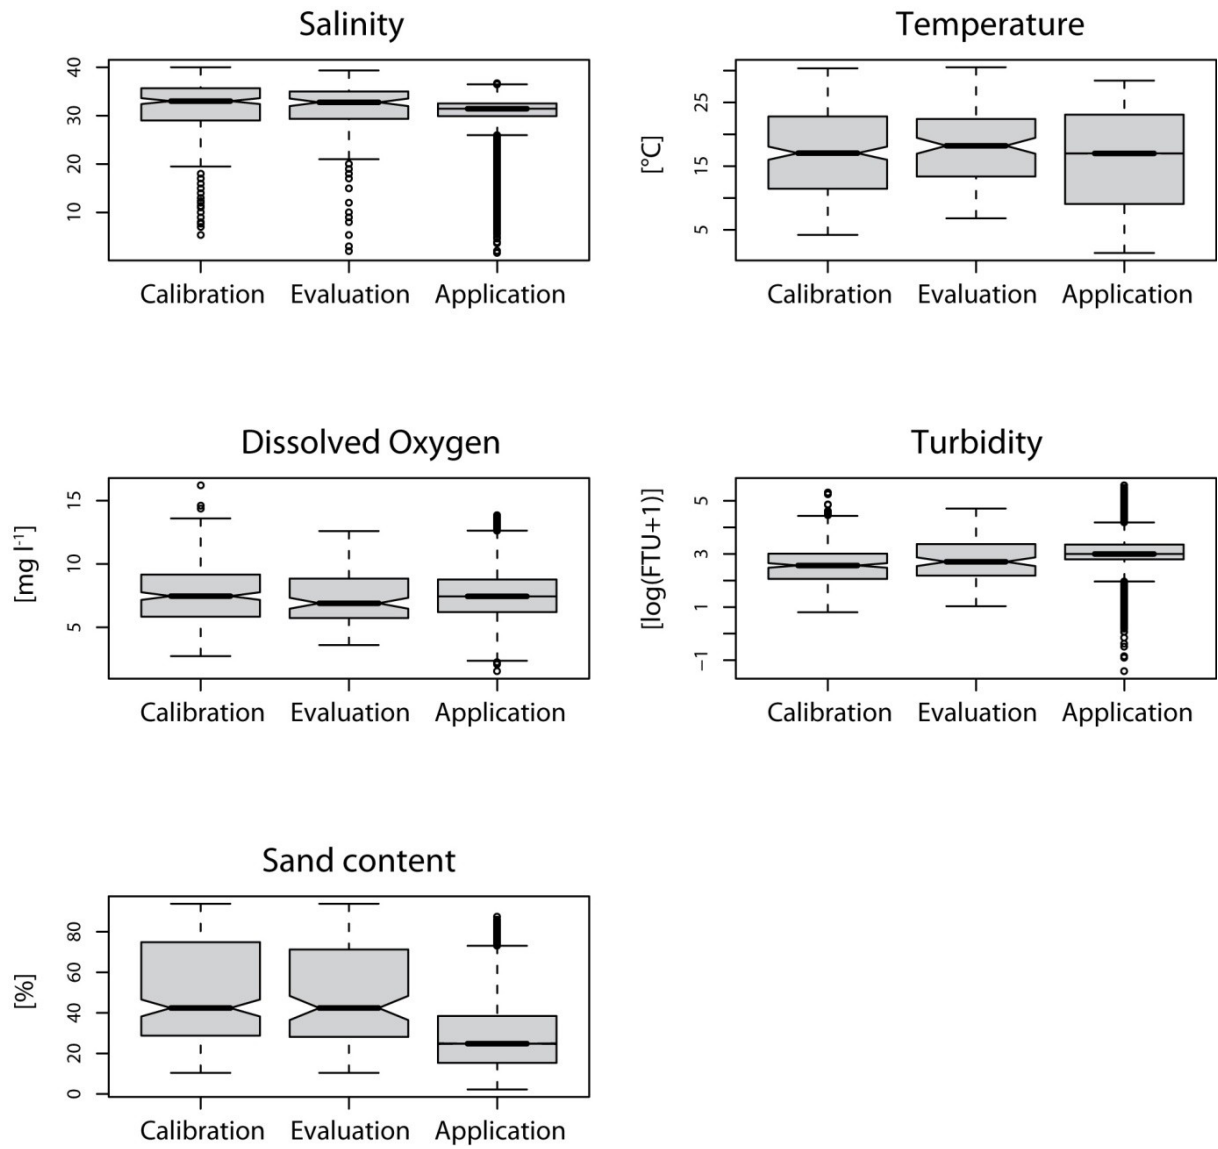 Salinity
Temperature
40
30
20
10
[°C]
25
15
5
Calibration Evaluation Application
Calibration Evaluation Application
Dissolved Oxygen
Turbidity
[mg l⁻¹]
15
10
5
[log(FTU+1)]
5
3
1
−1
Calibration Evaluation Application
Calibration Evaluation Application
Sand content
[%]
80
60
40
20
0
Calibration Evaluation Application